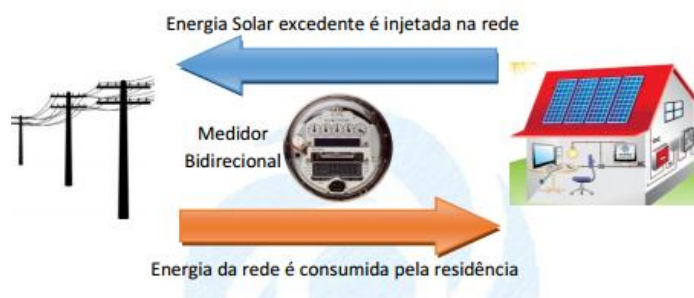 Energia Solar excedente é injetada na rede
Medidor
Bidirecional
Energia da rede é consumida pela residência